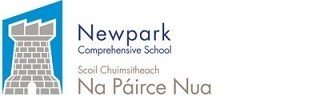 Newpark
Comprehensive School
Scoil Chuimsitheach
Na Páirce Nua